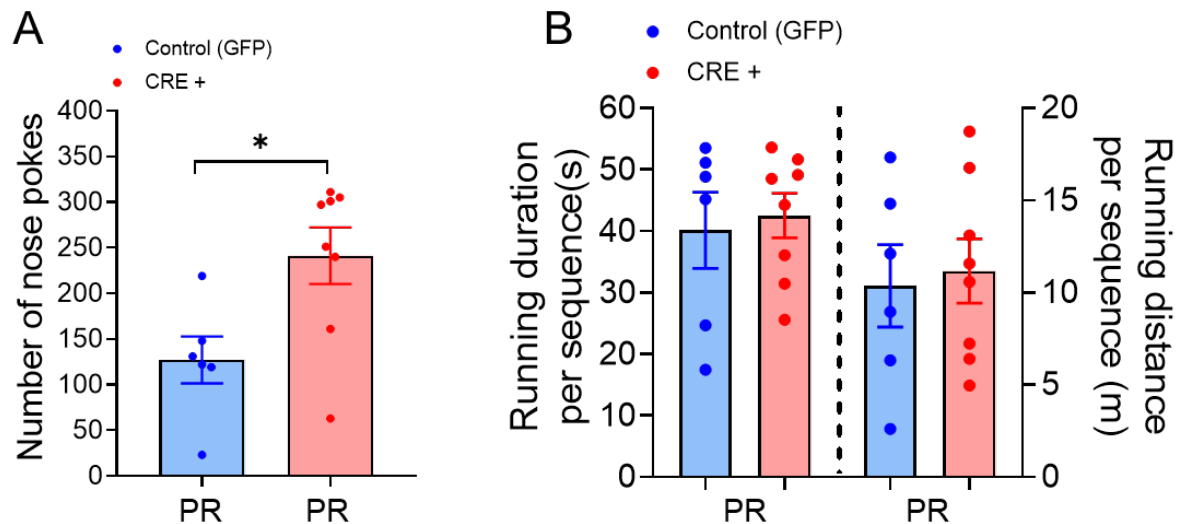 A
Control (GFP)
CRE +
Number of nose pokes
400
350
300
250
200
150
100
50
0
*
PR
PR
B
Control (GFP)
CRE +
Running duration
per sequence(s)
60
50
40
30
20
10
0
PR
PR
20
15
10
5
0
Running distance
per sequence (m)